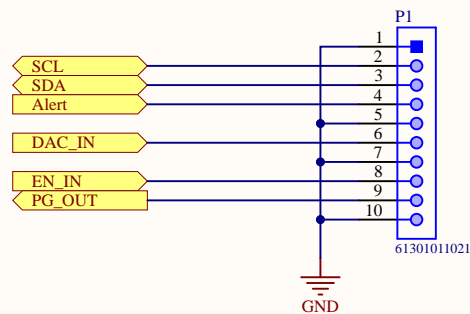 P1
1
SCL 2
SDA 3
Alert 4
5
DAC_IN 6
7
EN_IN 8
PG_OUT 9
10
61301011021
GND